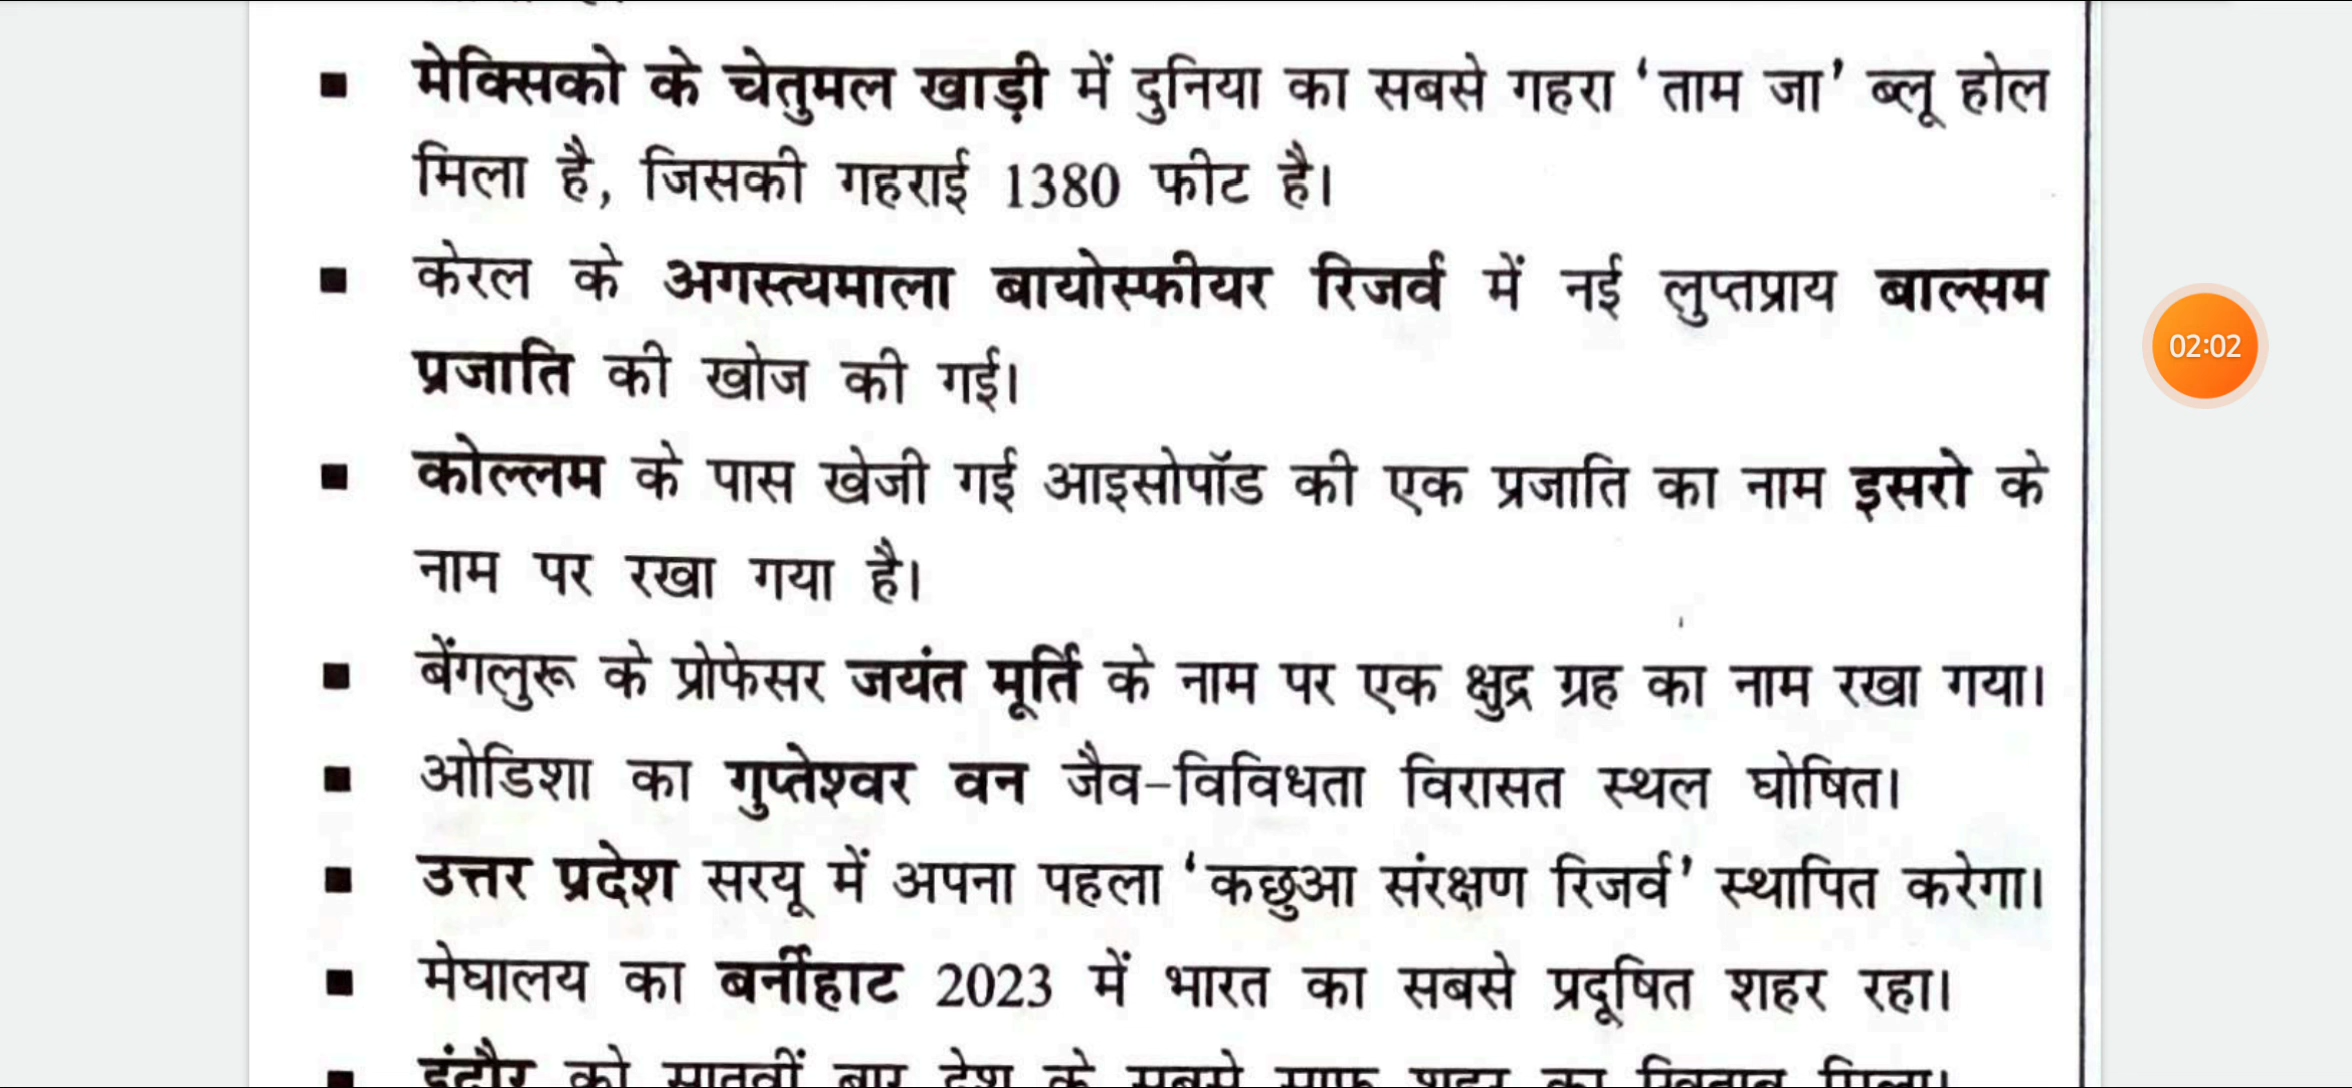 ■ मेक्सिको के चेतुमल खाड़ी में दुनिया का सबसे गहरा ‘ताम जा’ ब्लू होल
मिला है, जिसकी गहराई 1380 फीट है।
■ केरल के अगस्त्यमाला बायोस्फीयर रिजर्व में नई लुप्तप्राय बाल्सम
प्रजाति की खोज की गई।
■ कोल्लम के पास खेजी गई आइसोपॉड की एक प्रजाति का नाम इसरो के
नाम पर रखा गया है।
■ बेंगलुरू के प्रोफेसर जयंत मूर्ति के नाम पर एक क्षुद्र ग्रह का नाम रखा गया।
■ ओडिशा का गुप्तेश्वर वन जैव-विविधता विरासत स्थल घोषित।
■ उत्तर प्रदेश सरयू में अपना पहला ‘कछुआ संरक्षण रिजर्व’ स्थापित करेगा।
■ मेघालय का बर्नीहाट 2023 में भारत का सबसे प्रदूषित शहर रहा।
■ इंदौर को सातवीं बार देश के सबसे साफ शहर का खिताब मिला।
02:02